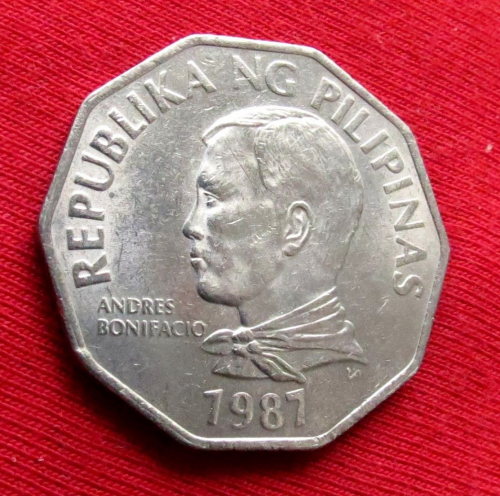 REPUBLIKA NG PILIPINAS
ANDRES
BONIFACIO
1987